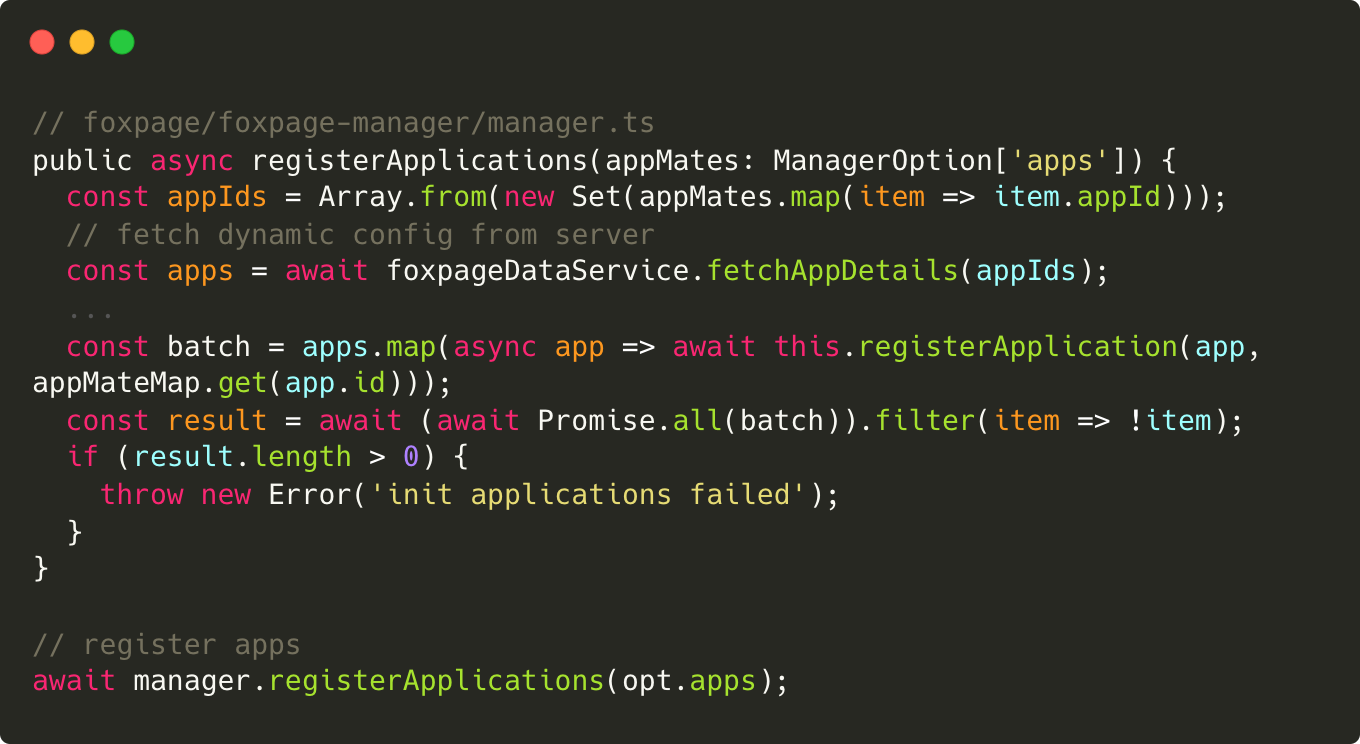 // foxpage/foxpage-manager/manager.ts
public async registerApplications(appMates: ManagerOption['apps']) {
  const appIds = Array.from(new Set(appMates.map(item => item.appId)));
  // fetch dynamic config from server
  const apps = await foxpageDataService.fetchAppDetails(appIds);
  ...
  const batch = apps.map(async app => await this.registerApplication(app,
appMateMap.get(app.id)));
  const result = await (await Promise.all(batch)).filter(item => !item);
  if (result.length > 0) {
    throw new Error('init applications failed');
  }
}

// register apps
await manager.registerApplications(opt.apps);